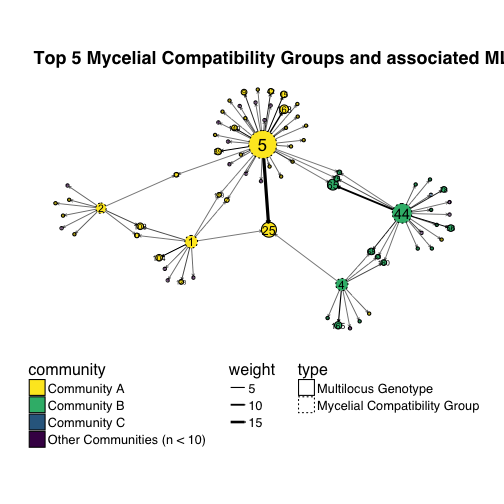 Top 5 Mycelial Compatibility Groups and associated ML
5
2
1
25
44
4
community
Community A
Community B
Community C
Other Communities (n < 10)
weight
5
10
15
type
Multilocus Genotype
Mycelial Compatibility Group